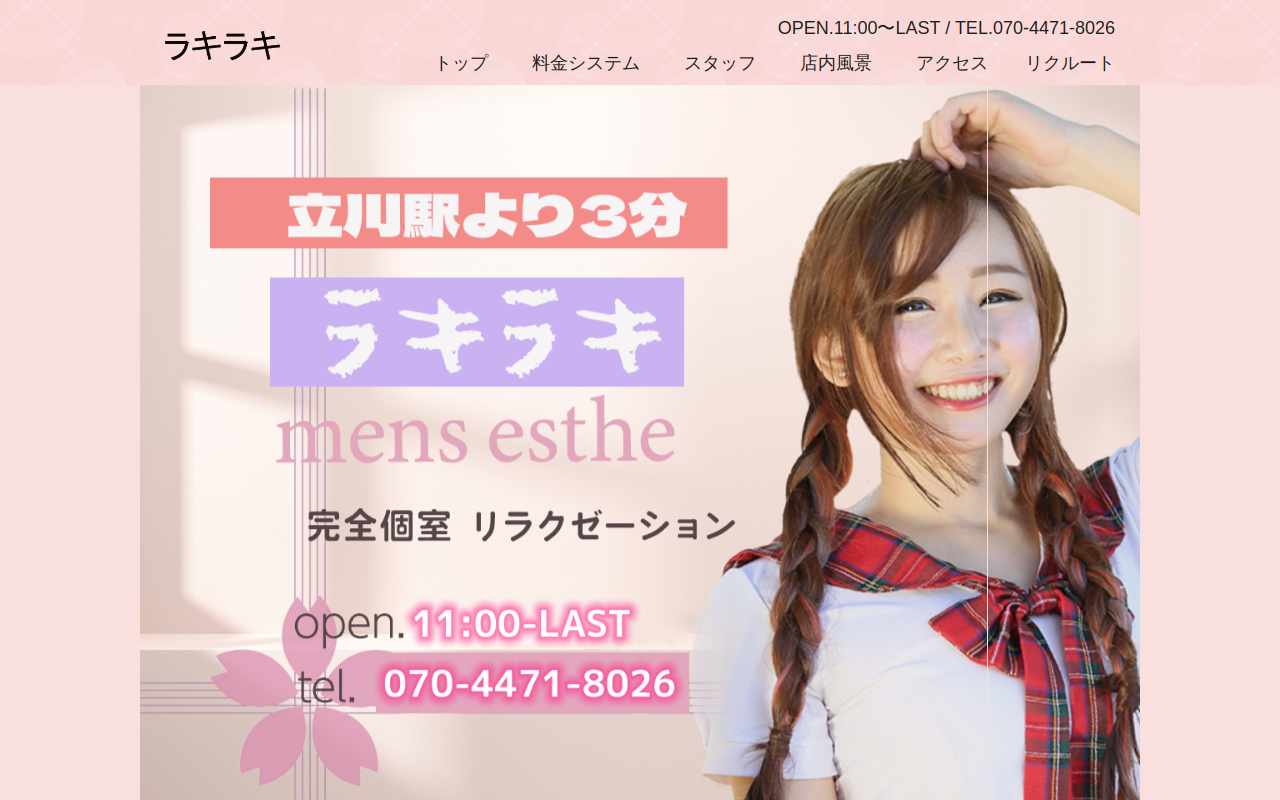 ラキラキ
OPEN.11:00〜LAST / TEL.070-4471-8026
トップ 料金システム スタッフ 店内風景 アクセス リクルート
立川駅より3分
ラキラキ
mens esthe
完全個室 リラクゼーション
open. 11:00-LAST
tel. 070-4471-8026